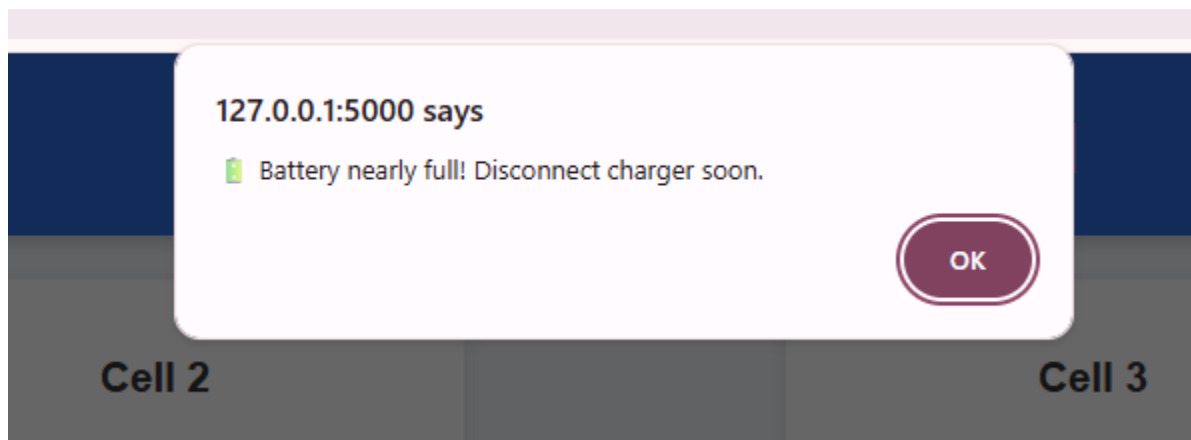 127.0.0.1:5000 says
🔋 Battery nearly full! Disconnect charger soon.
OK
Cell 2
Cell 3